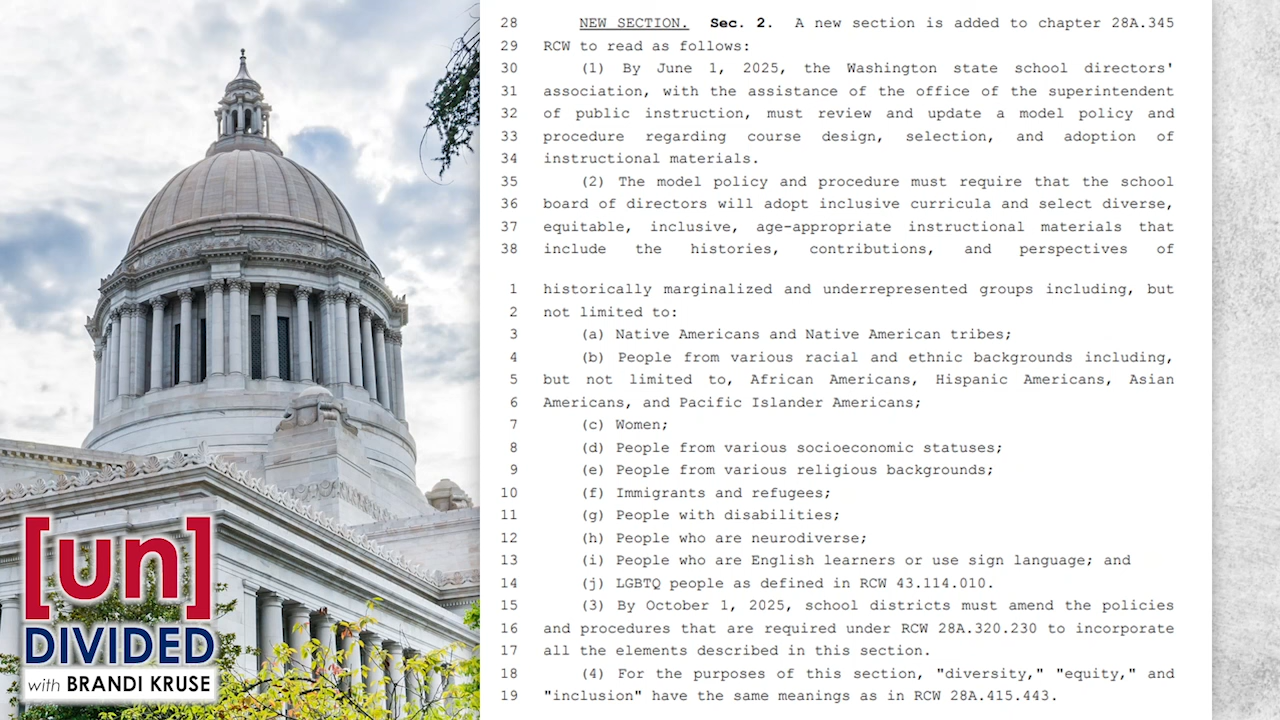 28 NEW SECTION. Sec. 2. A new section is added to chapter 28A.345
29 RCW to read as follows:
30 (1) By June 1, 2025, the Washington state school directors'
31 association, with the assistance of the office of the superintendent
32 of public instruction, must review and update a model policy and
33 procedure regarding course design, selection, and adoption of
34 instructional materials.
35 (2) The model policy and procedure must require that the school
36 board of directors will adopt inclusive curricula and select diverse,
37 equitable, inclusive, age-appropriate instructional materials that
38 include the histories, contributions, and perspectives of
1 historically marginalized and underrepresented groups including, but
2 not limited to:
3 (a) Native Americans and Native American tribes;
4 (b) People from various racial and ethnic backgrounds including,
5 but not limited to, African Americans, Hispanic Americans, Asian
6 Americans, and Pacific Islander Americans;
7 (c) Women;
8 (d) People from various socioeconomic statuses;
9 (e) People from various religious backgrounds;
10 (f) Immigrants and refugees;
11 (g) People with disabilities;
12 (h) People who are neurodiverse;
13 (i) People who are English learners or use sign language; and
14 (j) LGBTQ people as defined in RCW 43.114.010.
15 (3) By October 1, 2025, school districts must amend the policies
16 and procedures that are required under RCW 28A.320.230 to incorporate
17 all the elements described in this section.
18 (4) For the purposes of this section, "diversity," "equity," and
19 "inclusion" have the same meanings as in RCW 28A.415.443.
[un]
DIVIDED
with BRANDI KRUSE